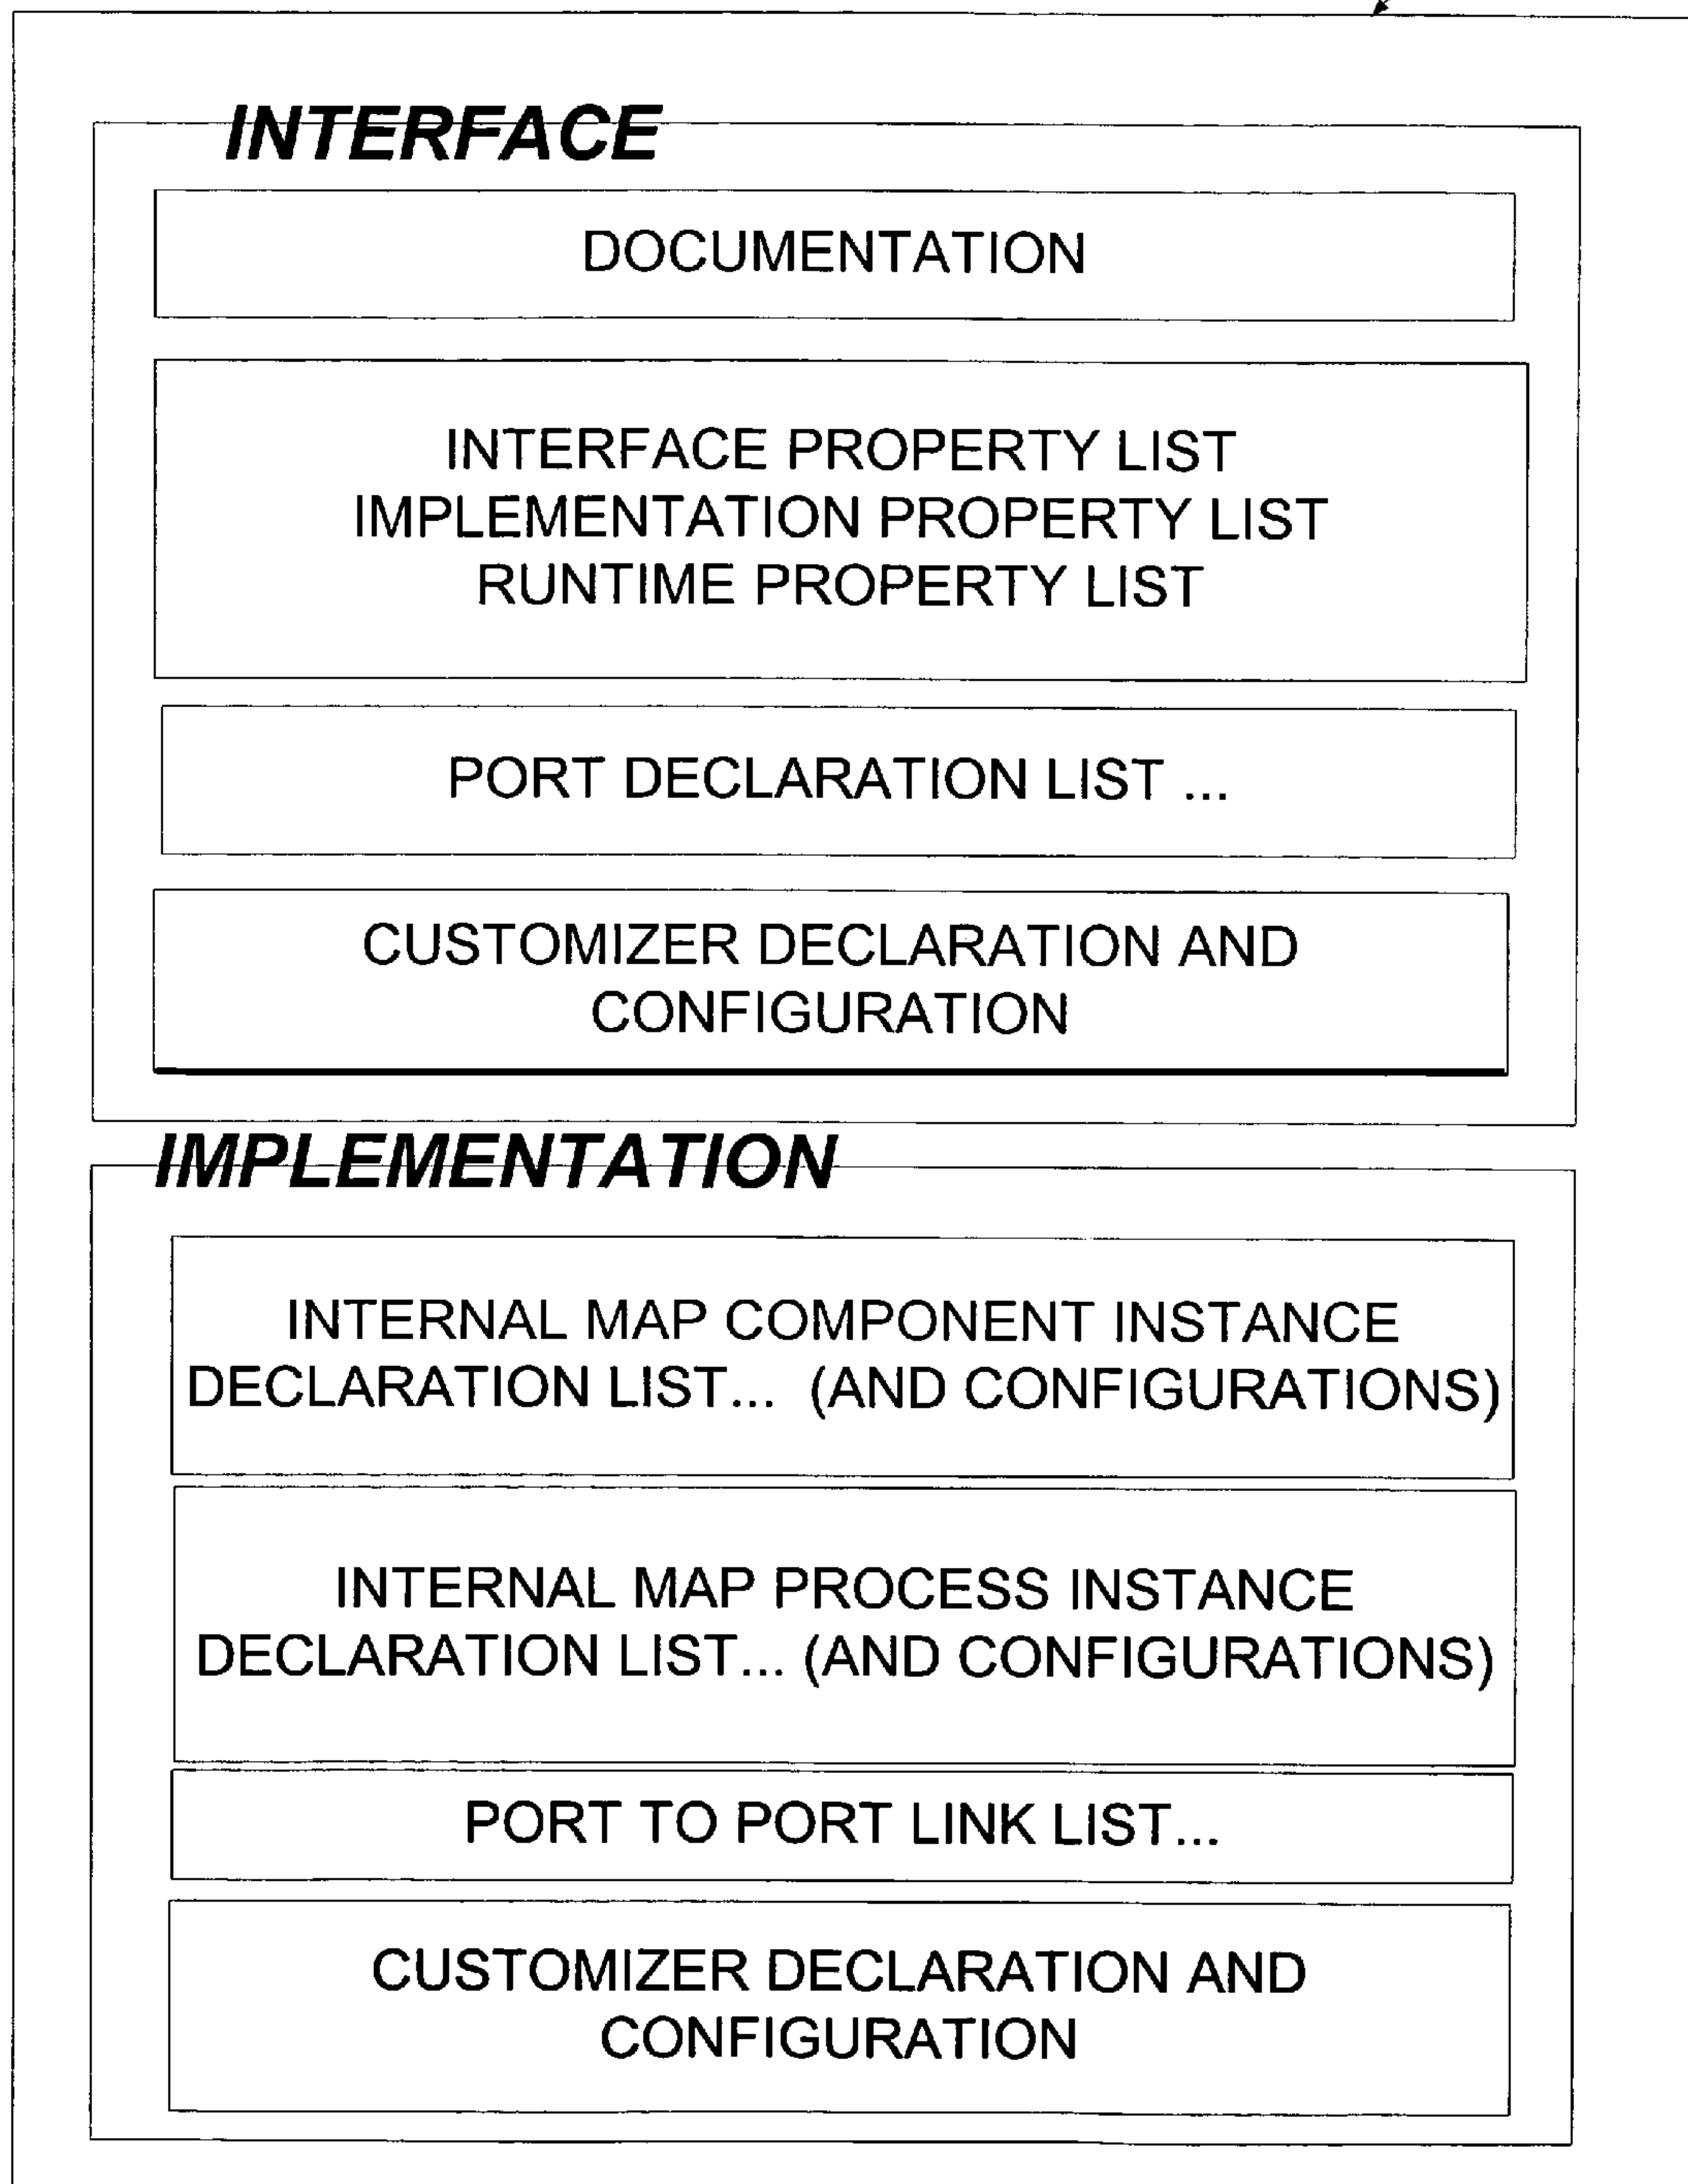 INTERFACE
DOCUMENTATION
INTERFACE PROPERTY LIST
IMPLEMENTATION PROPERTY LIST
RUNTIME PROPERTY LIST
PORT DECLARATION LIST ...
CUSTOMIZER DECLARATION AND
CONFIGURATION
IMPLEMENTATION
INTERNAL MAP COMPONENT INSTANCE
DECLARATION LIST... (AND CONFIGURATIONS)
INTERNAL MAP PROCESS INSTANCE
DECLARATION LIST... (AND CONFIGURATIONS)
PORT TO PORT LINK LIST...
CUSTOMIZER DECLARATION AND
CONFIGURATION